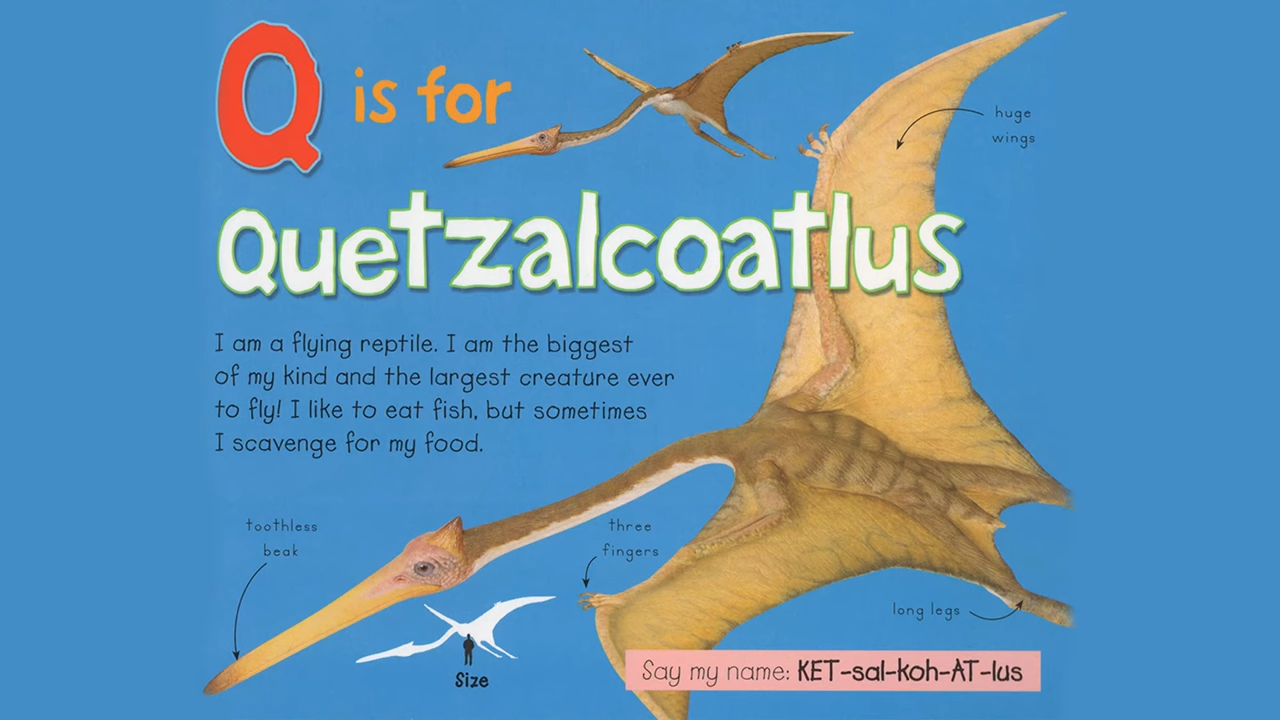 Q is for
Quetzalcoatlus
huge
wings
I am a flying reptile. I am the biggest
of my kind and the largest creature ever
to fly! I like to eat fish, but sometimes
I scavenge for my food.
toothless
beak
three
fingers
long legs
Size
Say my name: KET-sal-koh-AT-lus